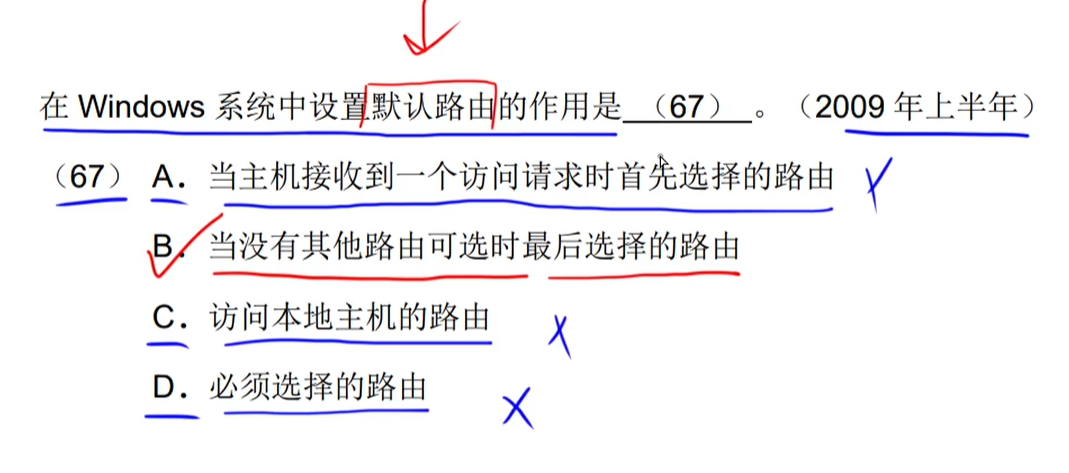 在 Windows 系统中设置默认路由的作用是 （67） 。（2009 年上半年）
（67） A．当主机接收到一个访问请求时首先选择的路由
B．当没有其他路由可选时最后选择的路由
C．访问本地主机的路由
D．必须选择的路由